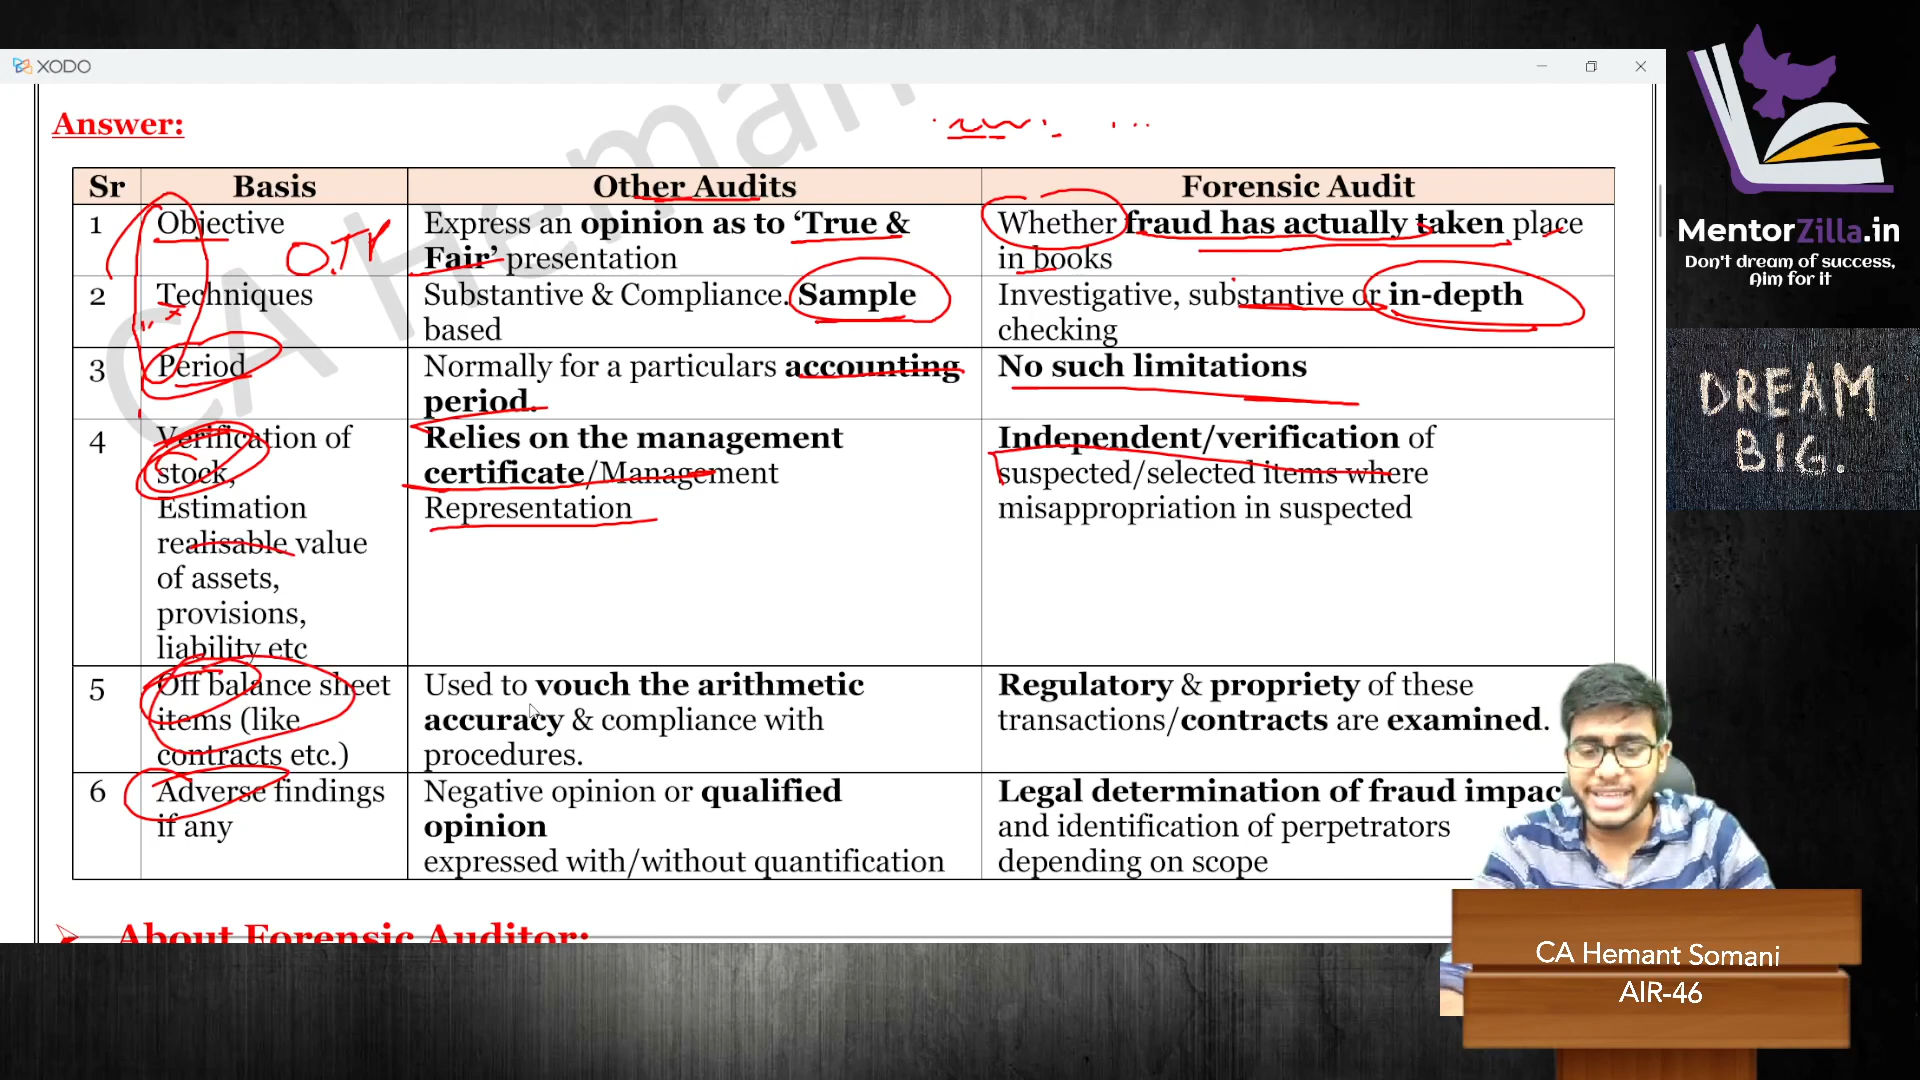 XODO
Answer:
CA Heman
Sr Basis Other Audits Forensic Audit
1 Objective Express an opinion as to ‘True & Whether fraud has actually taken place
Fair’ presentation in books
O.TP
2 Techniques Substantive & Compliance. Sample Investigative, substantive or in-depth
based checking
3 Period Normally for a particulars accounting No such limitations
period.
4 Verification of Relies on the management Independent/verification of
stock, certificate/Management suspected/selected items where
Estimation Representation misappropriation in suspected
realisable value
of assets,
provisions,
liability etc
5 Off balance sheet Used to vouch the arithmetic Regulatory & propriety of these
items (like accuracy & compliance with transactions/contracts are examined.
contracts etc.) procedures.
6 Adverse findings Negative opinion or qualified Legal determination of fraud impac
if any opinion and identification of perpetrators
expressed with/without quantification depending on scope
About Forensic Auditor:
MentorZilla.in
Don't dream of success,
Aim for it
DREAM
BIG.
CA Hemant Somani
AIR-46